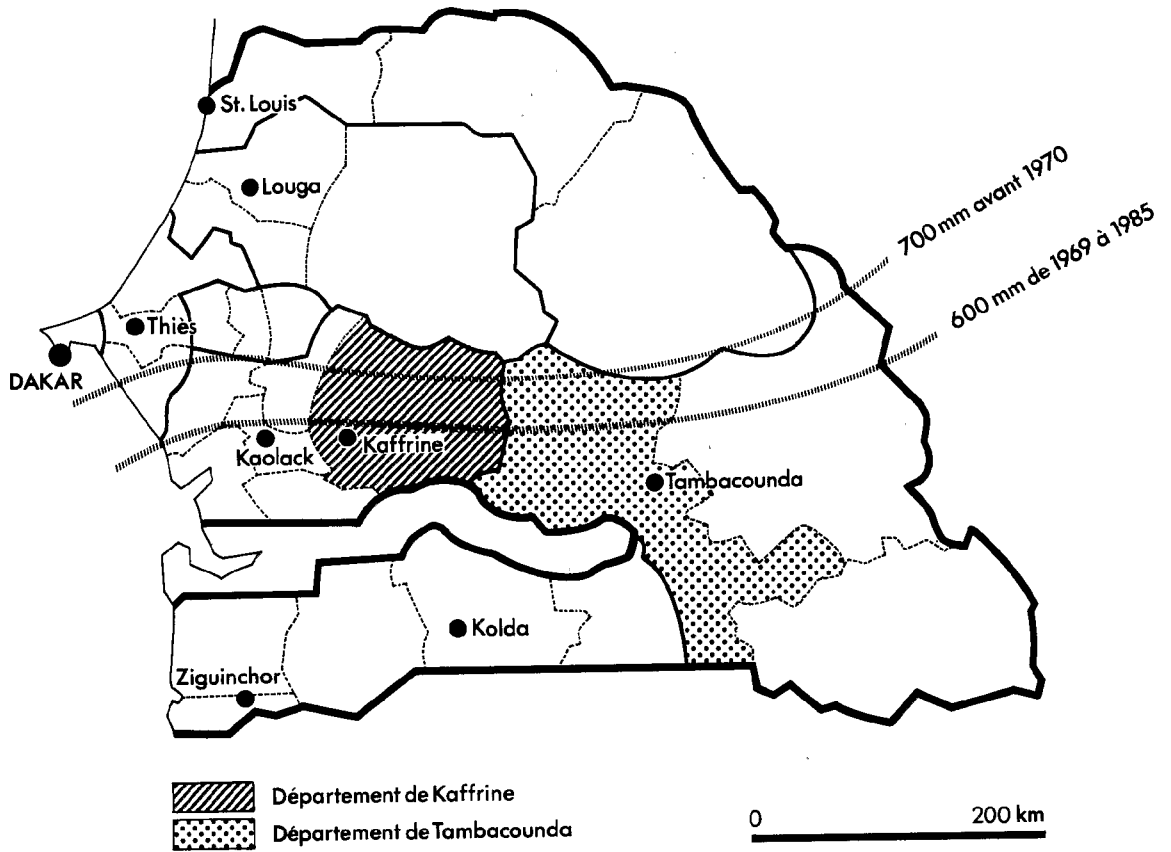 St. Louis
Louga
700 mm avant 1970
600 mm de 1969 à 1985
Thiès
DAKAR
Kaolack
Kaffrine
Tambacounda
Kolda
Ziguinchor
Département de Kaffrine
Département de Tambacounda
0 200 km